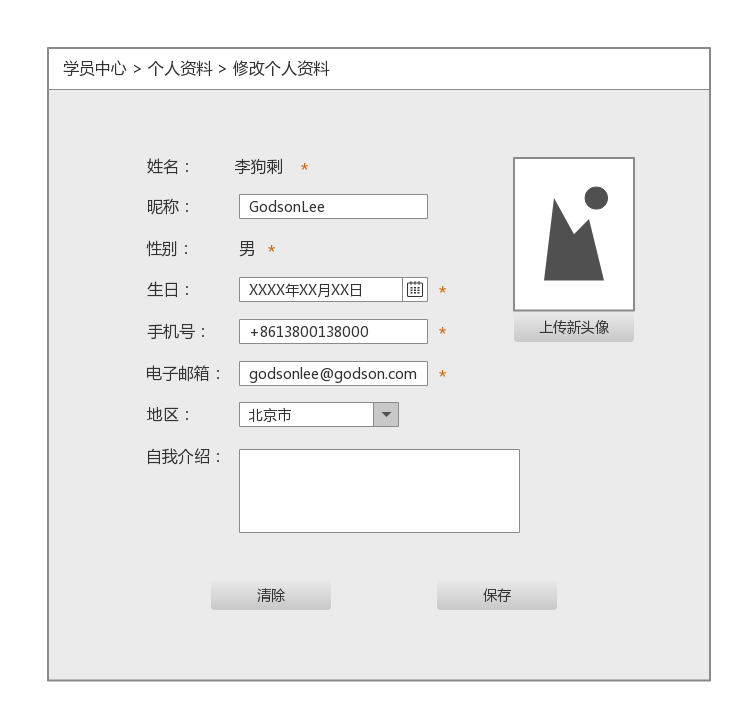 学员中心 > 个人资料 > 修改个人资料
姓名： 李狗剩 *
昵称： GodsonLee
性别： 男 *
生日： XXXX年XX月XX日 *
手机号： +8613800138000 *
电子邮箱： godsonlee@godson.com *
地区： 北京市
自我介绍：
上传新头像
清除 保存